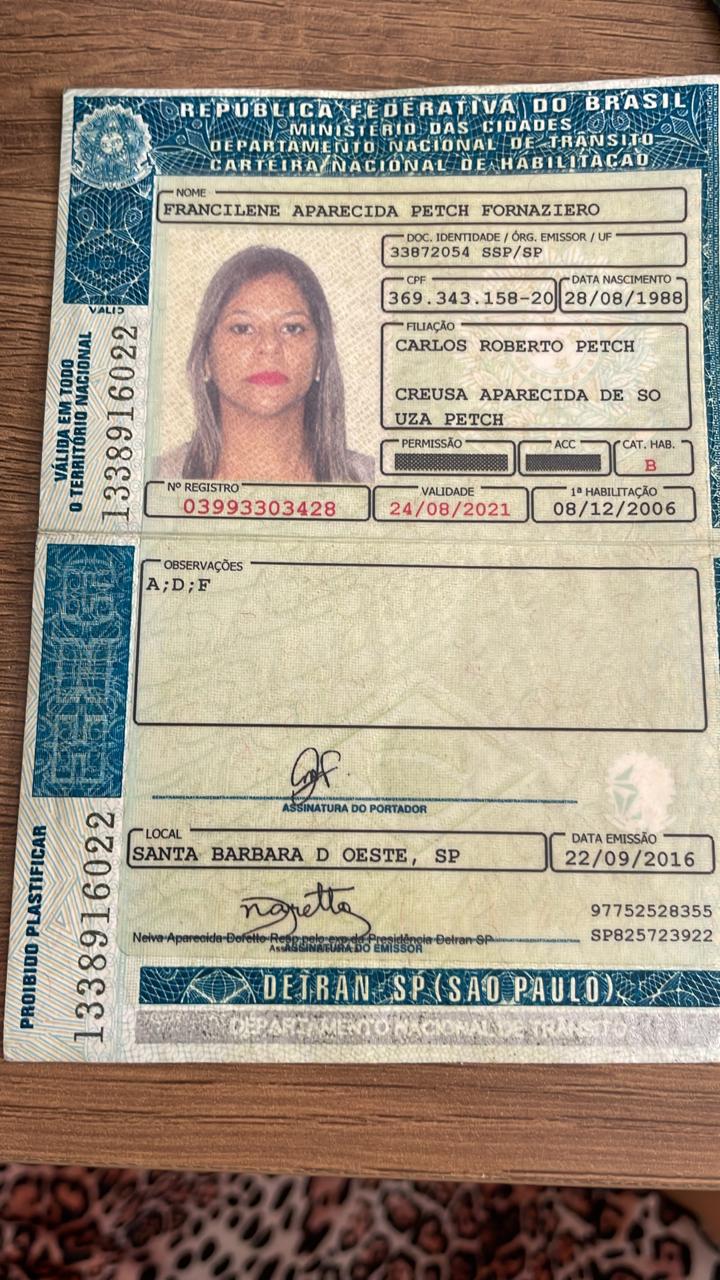 REPÚBLICA FEDERATIVA DO BRASIL
MINISTÉRIO DAS CIDADES
DEPARTAMENTO NACIONAL DE TRÂNSITO
CARTEIRA NACIONAL DE HABILITAÇÃO
NOME
FRANCILENE APARECIDA PETCH FORNAZIERO
DOC. IDENTIDADE / ÓRG. EMISSOR / UF
33872054 SSP/SP
CPF
369.343.158-20
DATA NASCIMENTO
28/08/1988
FILIAÇÃO
CARLOS ROBERTO PETCH
CREUSA APARECIDA DE SO
UZA PETCH
PERMISSÃO
ACC
CAT. HAB.
B
Nº REGISTRO
03993303428
VALIDADE
24/08/2021
1ª HABILITAÇÃO
08/12/2006
VÁLIDA EM TODO
O TERRITÓRIO NACIONAL
1338916022
OBSERVAÇÕES
A;D;F
ASSINATURA DO PORTADOR
LOCAL
SANTA BARBARA D OESTE, SP
DATA EMISSÃO
22/09/2016
97752528355
SP825723922
Neiva Aparecida Doretto Resp pelo exp da Presidência Detran SP
ASSINATURA DO EMISSOR
PROIBIDO PLASTIFICAR
1338916022
DETRAN-SP (SAO PAULO)
DEPARTAMENTO NACIONAL DE TRÂNSITO